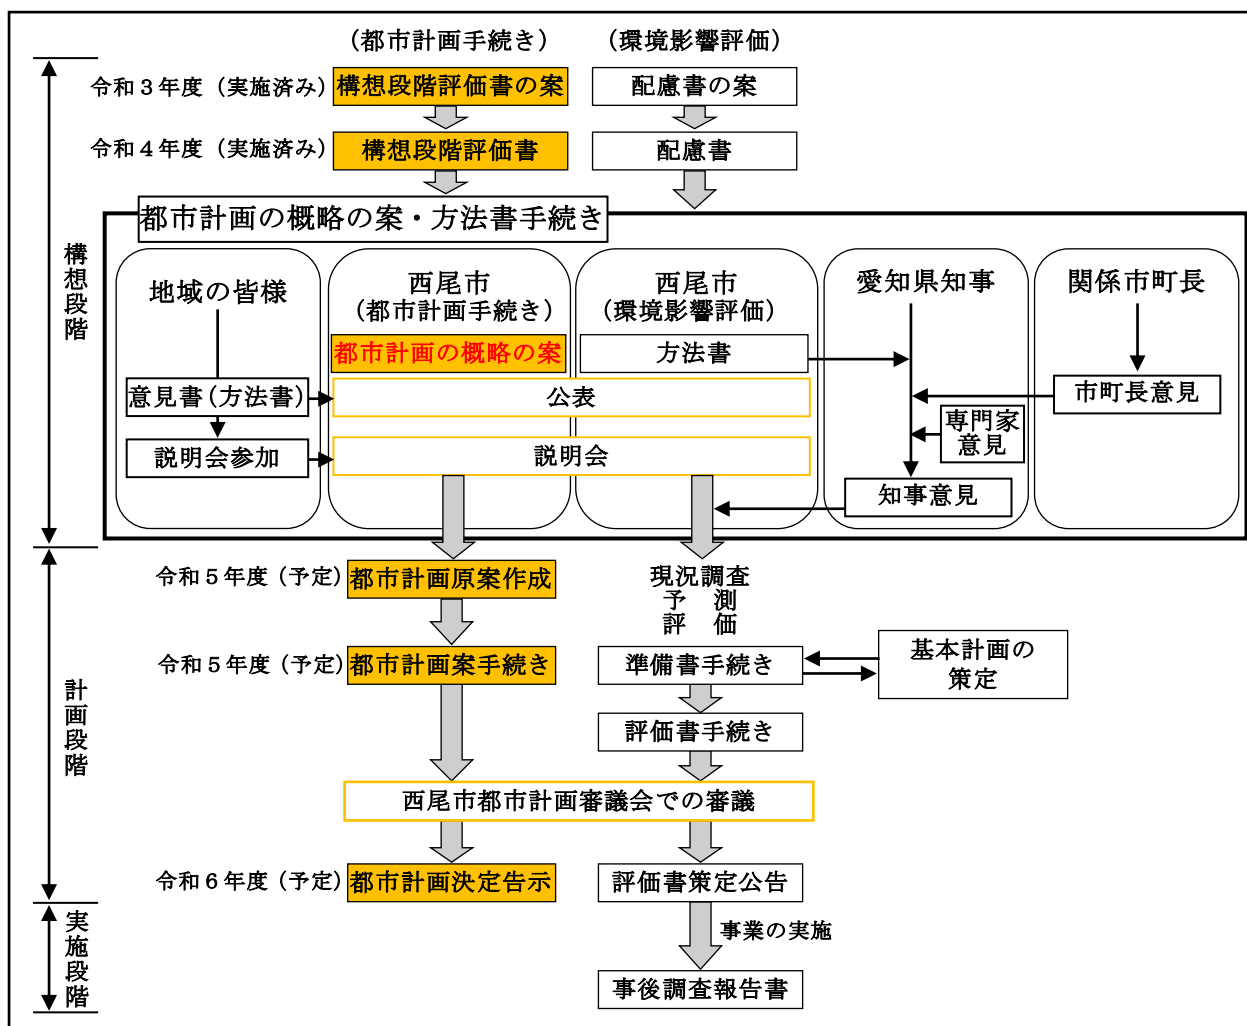 (都市計画手続き)
(環境影響評価)
令和3年度(実施済み)
構想段階評価書の案
配慮書の案
令和4年度(実施済み)
構想段階評価書
配慮書
都市計画の概略の案・方法書手続き
構想段階
地域の皆様
西尾市
(都市計画手続き)
西尾市
(環境影響評価)
愛知県知事
関係市町長
都市計画の概略の案
方法書
意見書(方法書)
公表
市町長意見
専門家
意見
説明会参加
説明会
知事意見
令和5年度(予定)
都市計画原案作成
現況調査
予 測
評 価
令和5年度(予定)
都市計画案手続き
準備書手続き
基本計画の
策定
計画段階
評価書手続き
西尾市都市計画審議会での審議
令和6年度(予定)
都市計画決定告示
評価書策定公告
実施段階
事業の実施
事後調査報告書